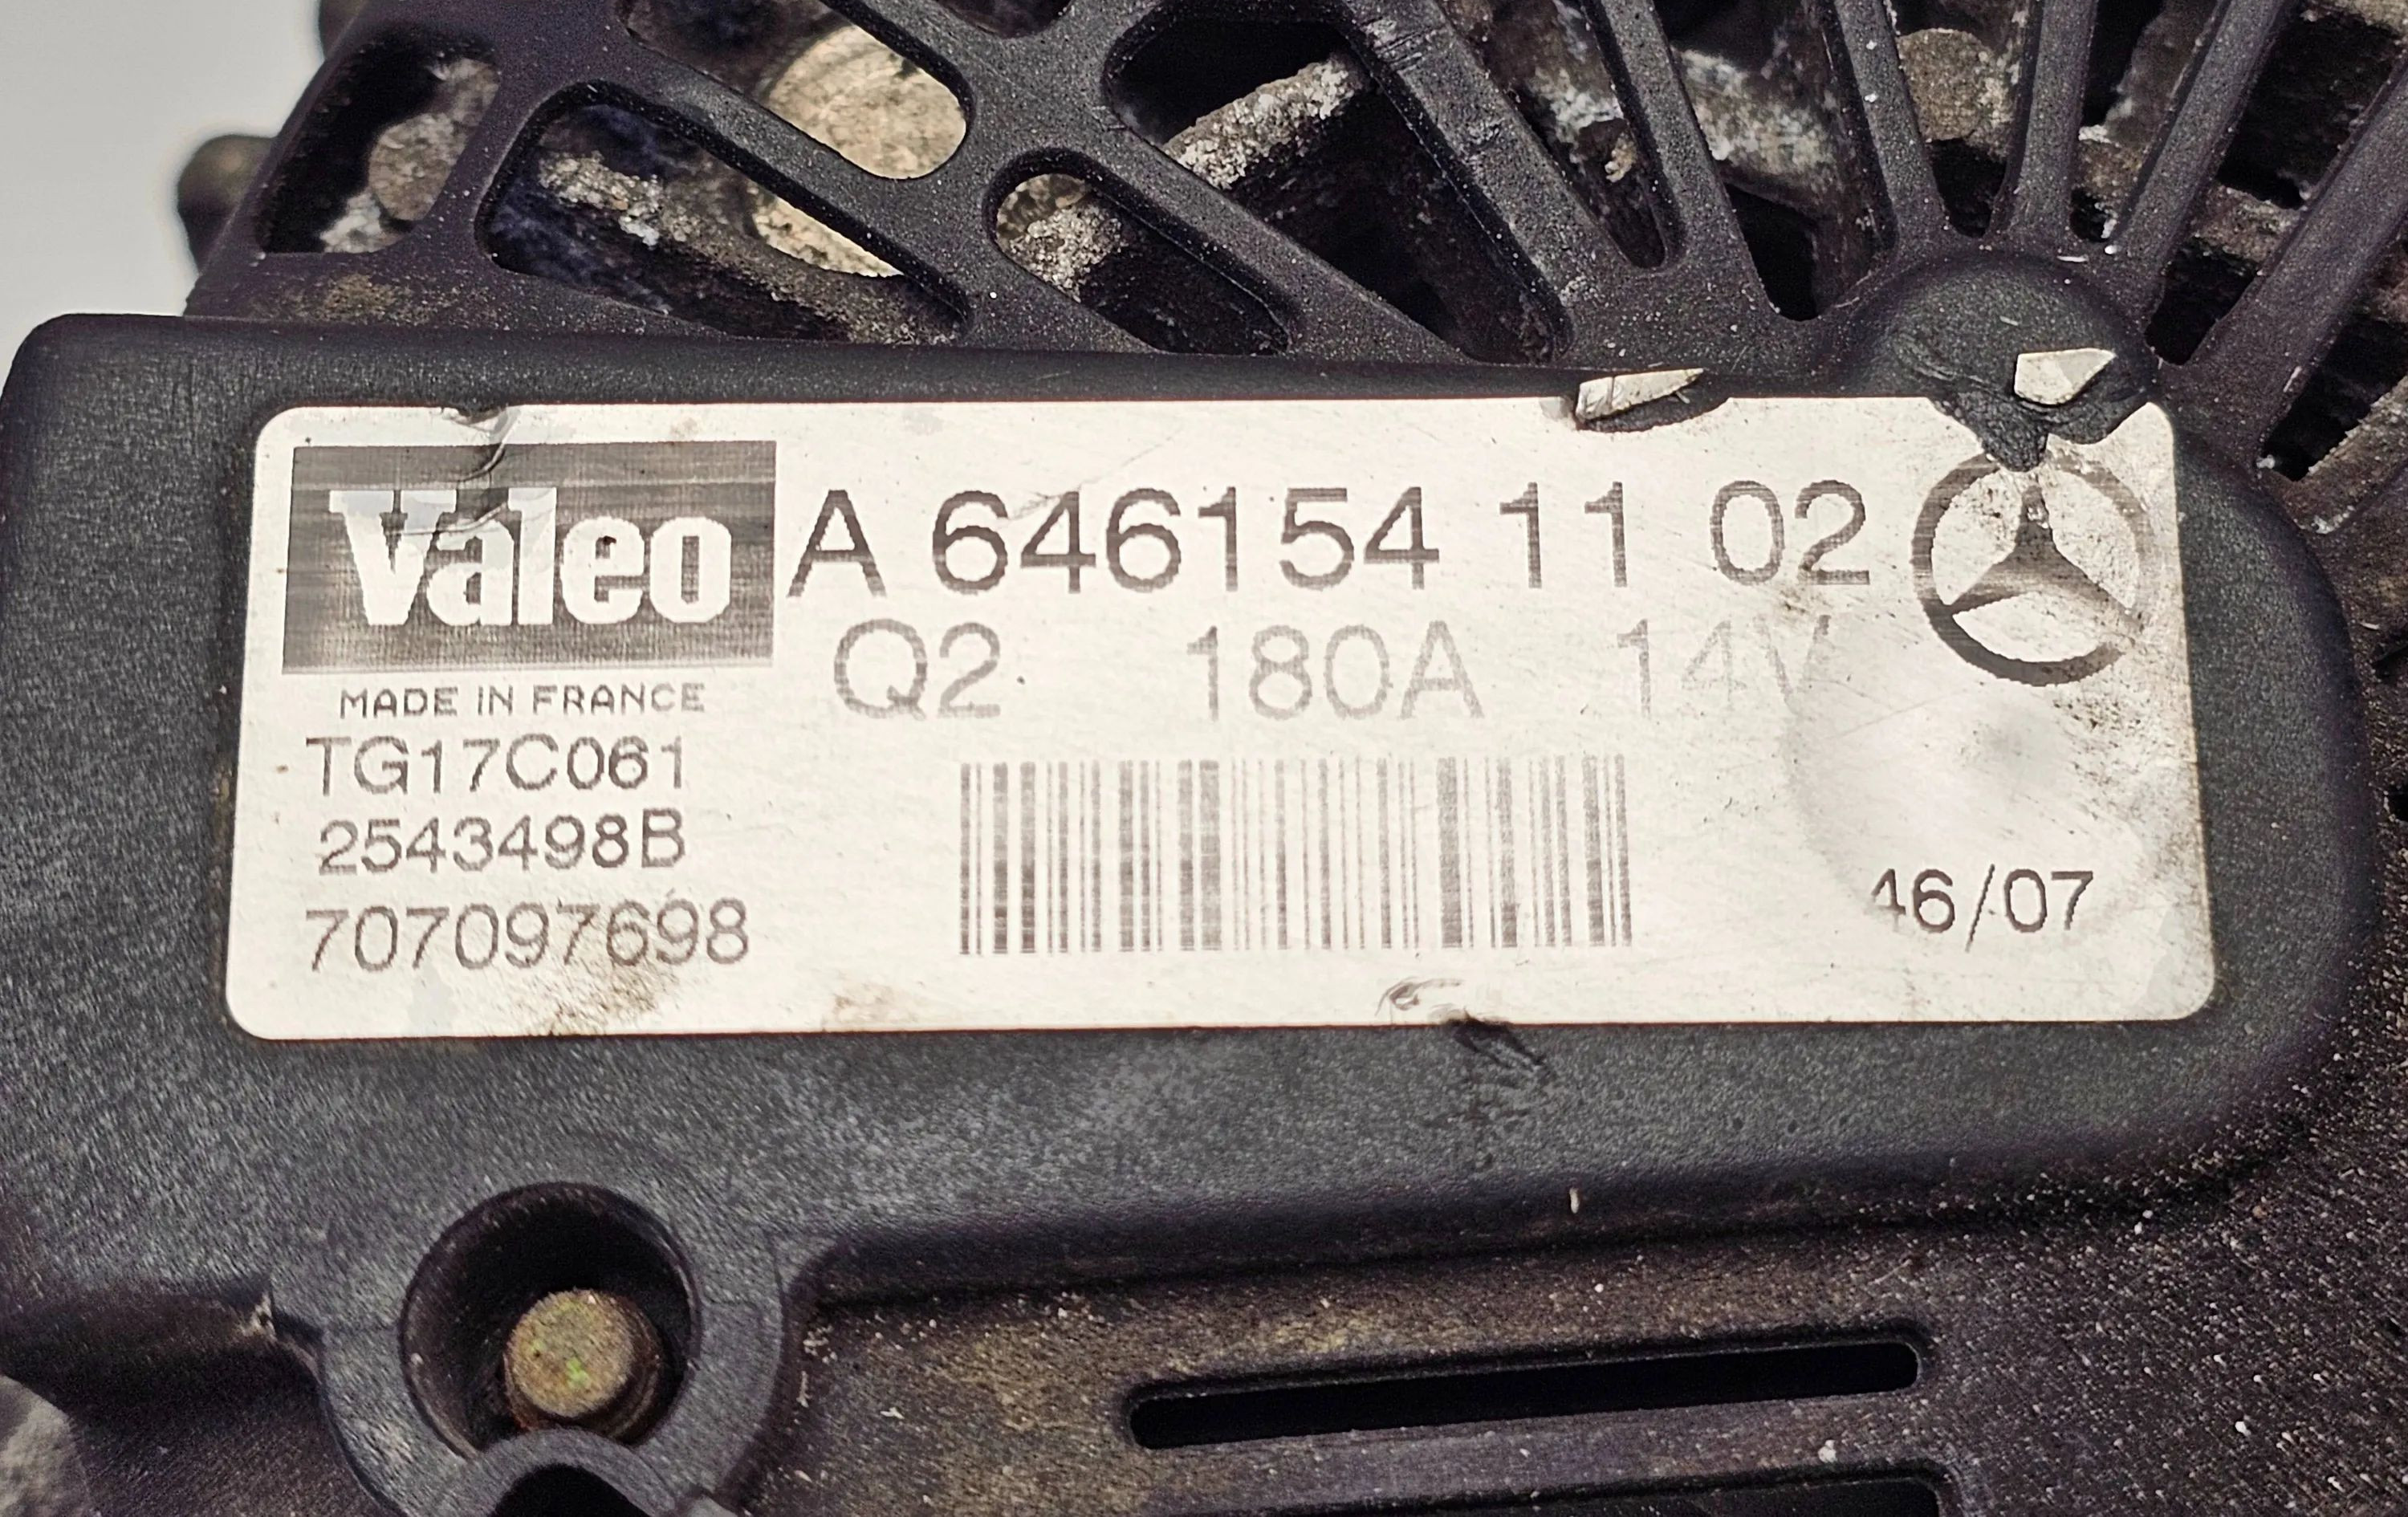 Valeo
A 646154 11 02
Q2 180A 14V
MADE IN FRANCE
TG17C061
2543498B
707097698
46/07